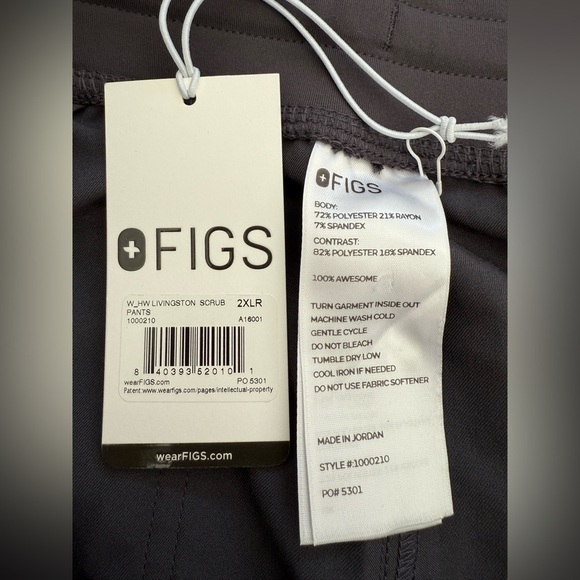 FIGS
W_HW LIVINGSTON SCRUB 2XLR
PANTS
1000210 A16001
8 40393 52010 1
wearFIGS.com PO 5301
Patent:www.wearfigs.com/pages/intellectual-property
wearFIGS.com
FIGS
BODY:
72% POLYESTER 21% RAYON
7% SPANDEX
CONTRAST:
82% POLYESTER 18% SPANDEX
100% AWESOME
TURN GARMENT INSIDE OUT
MACHINE WASH COLD
GENTLE CYCLE
DO NOT BLEACH
TUMBLE DRY LOW
COOL IRON IF NEEDED
DO NOT USE FABRIC SOFTENER
MADE IN JORDAN
STYLE #:1000210
PO# 5301